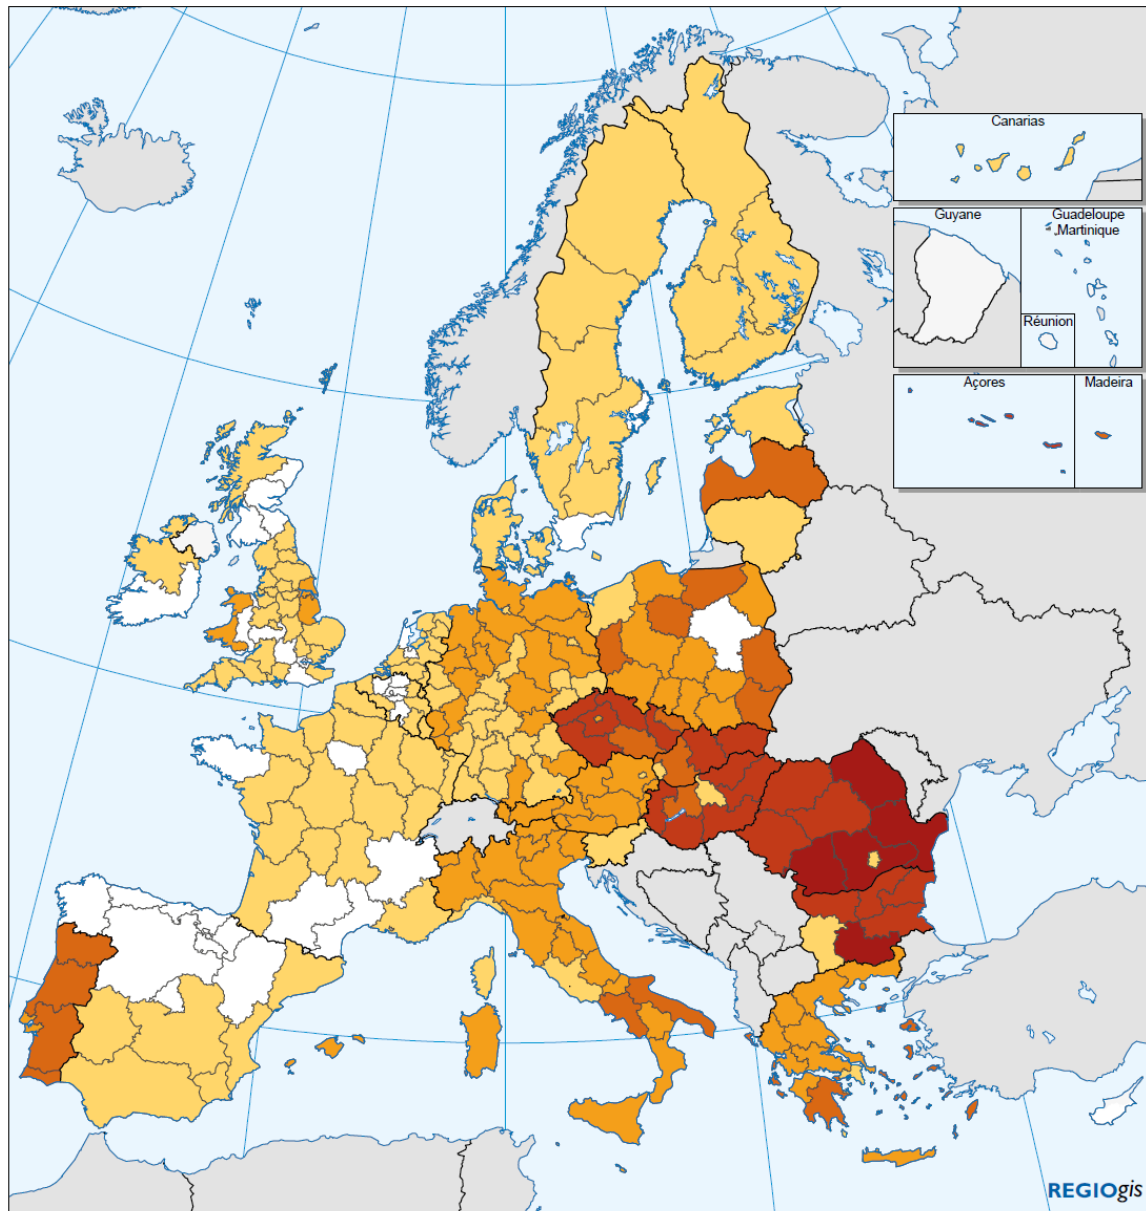 Canarias
Guyane
Guadeloupe
Martinique
Réunion
Açores
Madeira
REGIOgis